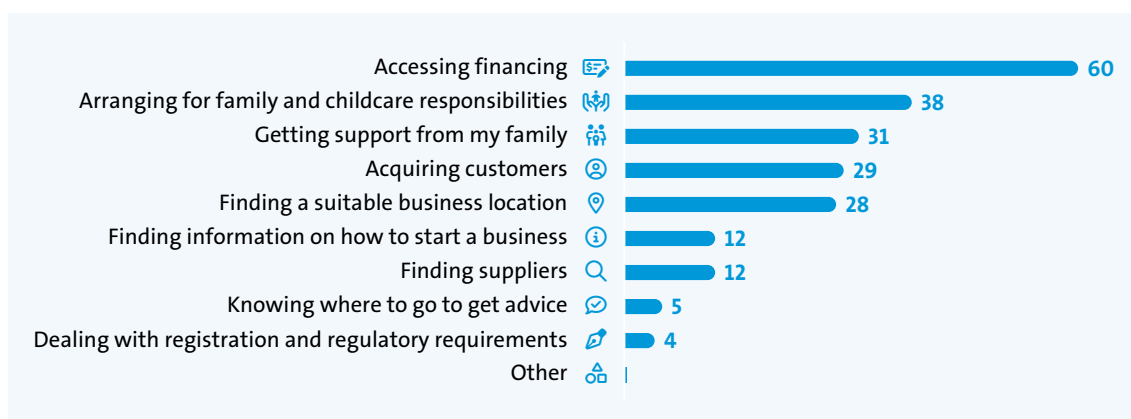 Accessing financing 60
Arranging for family and childcare responsibilities 38
Getting support from my family 31
Acquiring customers 29
Finding a suitable business location 28
Finding information on how to start a business 12
Finding suppliers 12
Knowing where to go to get advice 5
Dealing with registration and regulatory requirements 4
Other